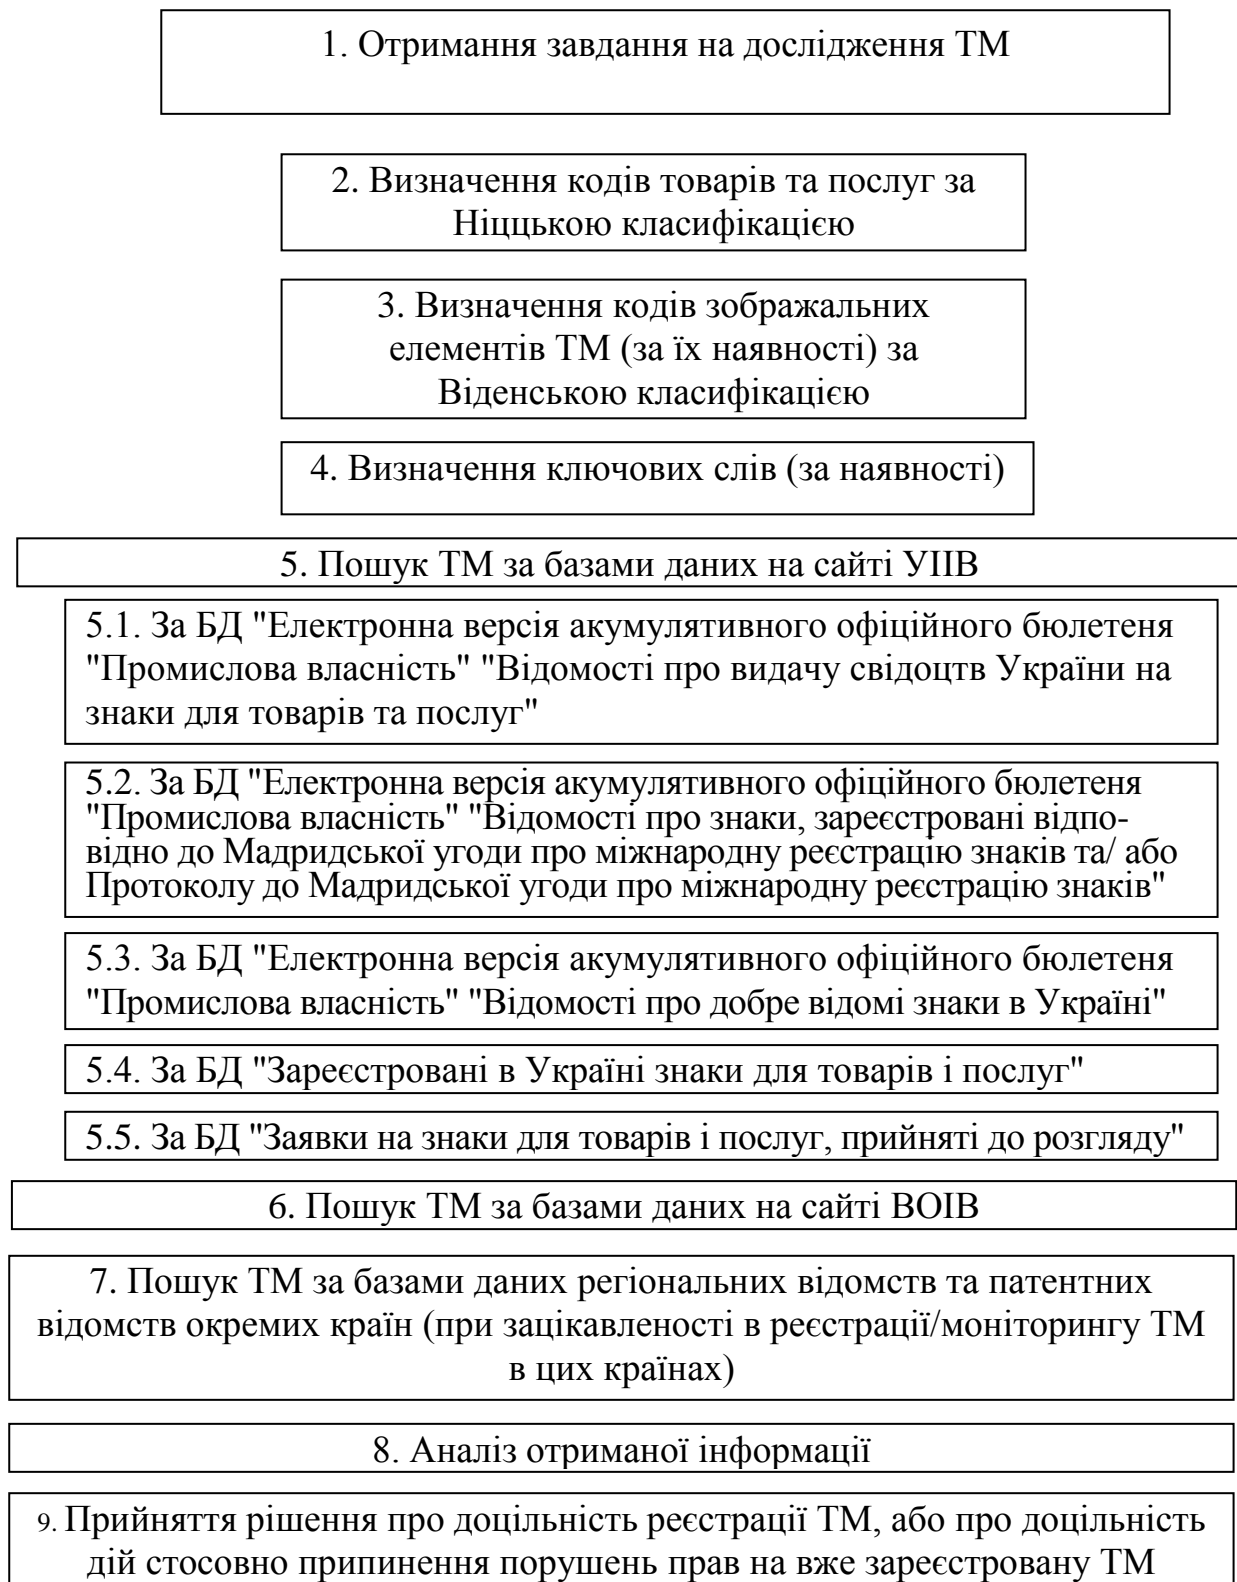 1. Отримання завдання на дослідження ТМ
2. Визначення кодів товарів та послуг за
Ніццькою класифікацією
3. Визначення кодів зображальних
елементів ТМ (за їх наявності) за
Віденською класифікацією
4. Визначення ключових слів (за наявності)
5. Пошук ТМ за базами даних на сайті УІІВ
5.1. За БД "Електронна версія акумулятивного офіційного бюлетеня
"Промислова власність" "Відомості про видачу свідоцтв України на
знаки для товарів та послуг"
5.2. За БД "Електронна версія акумулятивного офіційного бюлетеня
"Промислова власність" "Відомості про знаки, зареєстровані відпо-
відно до Мадридської угоди про міжнародну реєстрацію знаків та/ або
Протоколу до Мадридської угоди про міжнародну реєстрацію знаків"
5.3. За БД "Електронна версія акумулятивного офіційного бюлетеня
"Промислова власність" "Відомості про добре відомі знаки в Україні"
5.4. За БД "Зареєстровані в Україні знаки для товарів і послуг"
5.5. За БД "Заявки на знаки для товарів і послуг, прийняті до розгляду"
6. Пошук ТМ за базами даних на сайті ВОІВ
7. Пошук ТМ за базами даних регіональних відомств та патентних
відомств окремих країн (при зацікавленості в реєстрації/моніторингу ТМ
в цих країнах)
8. Аналіз отриманої інформації
9. Прийняття рішення про доцільність реєстрації ТМ, або про доцільність
дій стосовно припинення порушень прав на вже зареєстровану ТМ